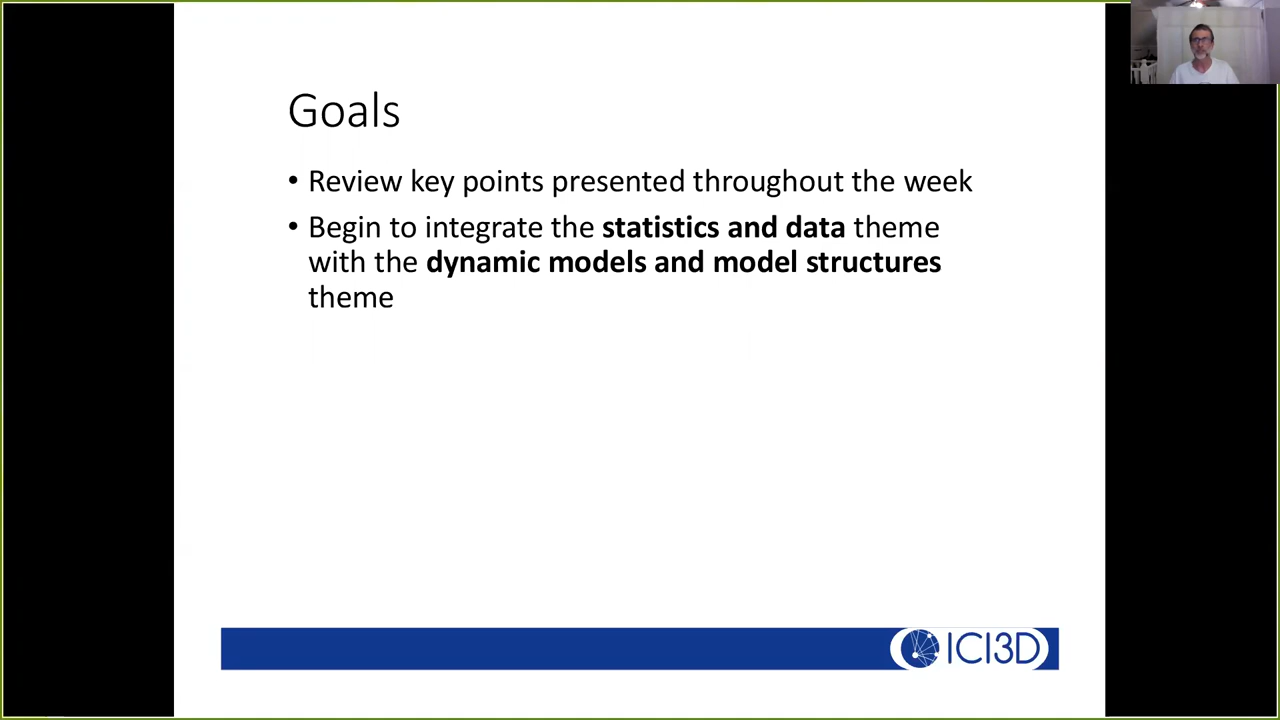 Goals
• Review key points presented throughout the week
• Begin to integrate the statistics and data theme
with the dynamic models and model structures
theme
ICI3D